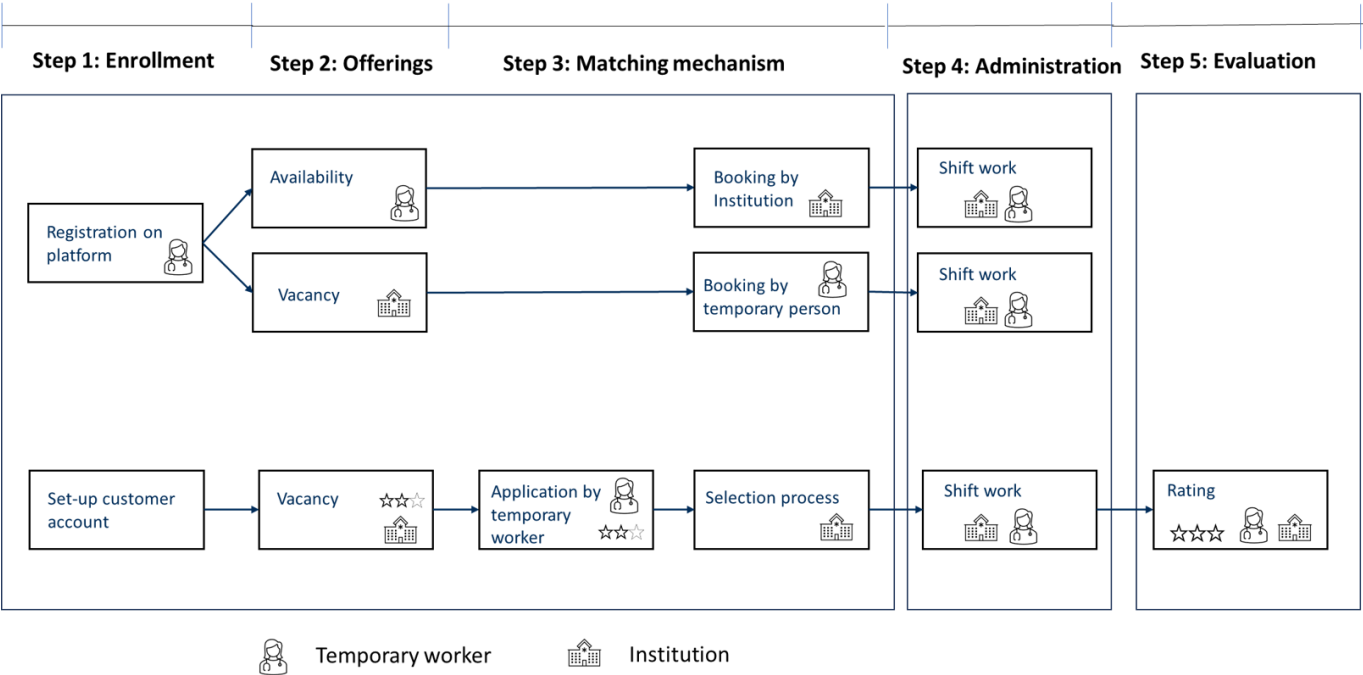 Step 1: Enrollment
Step 2: Offerings
Step 3: Matching mechanism
Step 4: Administration
Step 5: Evaluation
Registration on
platform
Availability
Booking by
Institution
Shift work
Vacancy
Booking by
temporary person
Shift work
Set-up customer
account
Vacancy
Application by
temporary
worker
Selection process
Shift work
Rating
Temporary worker
Institution